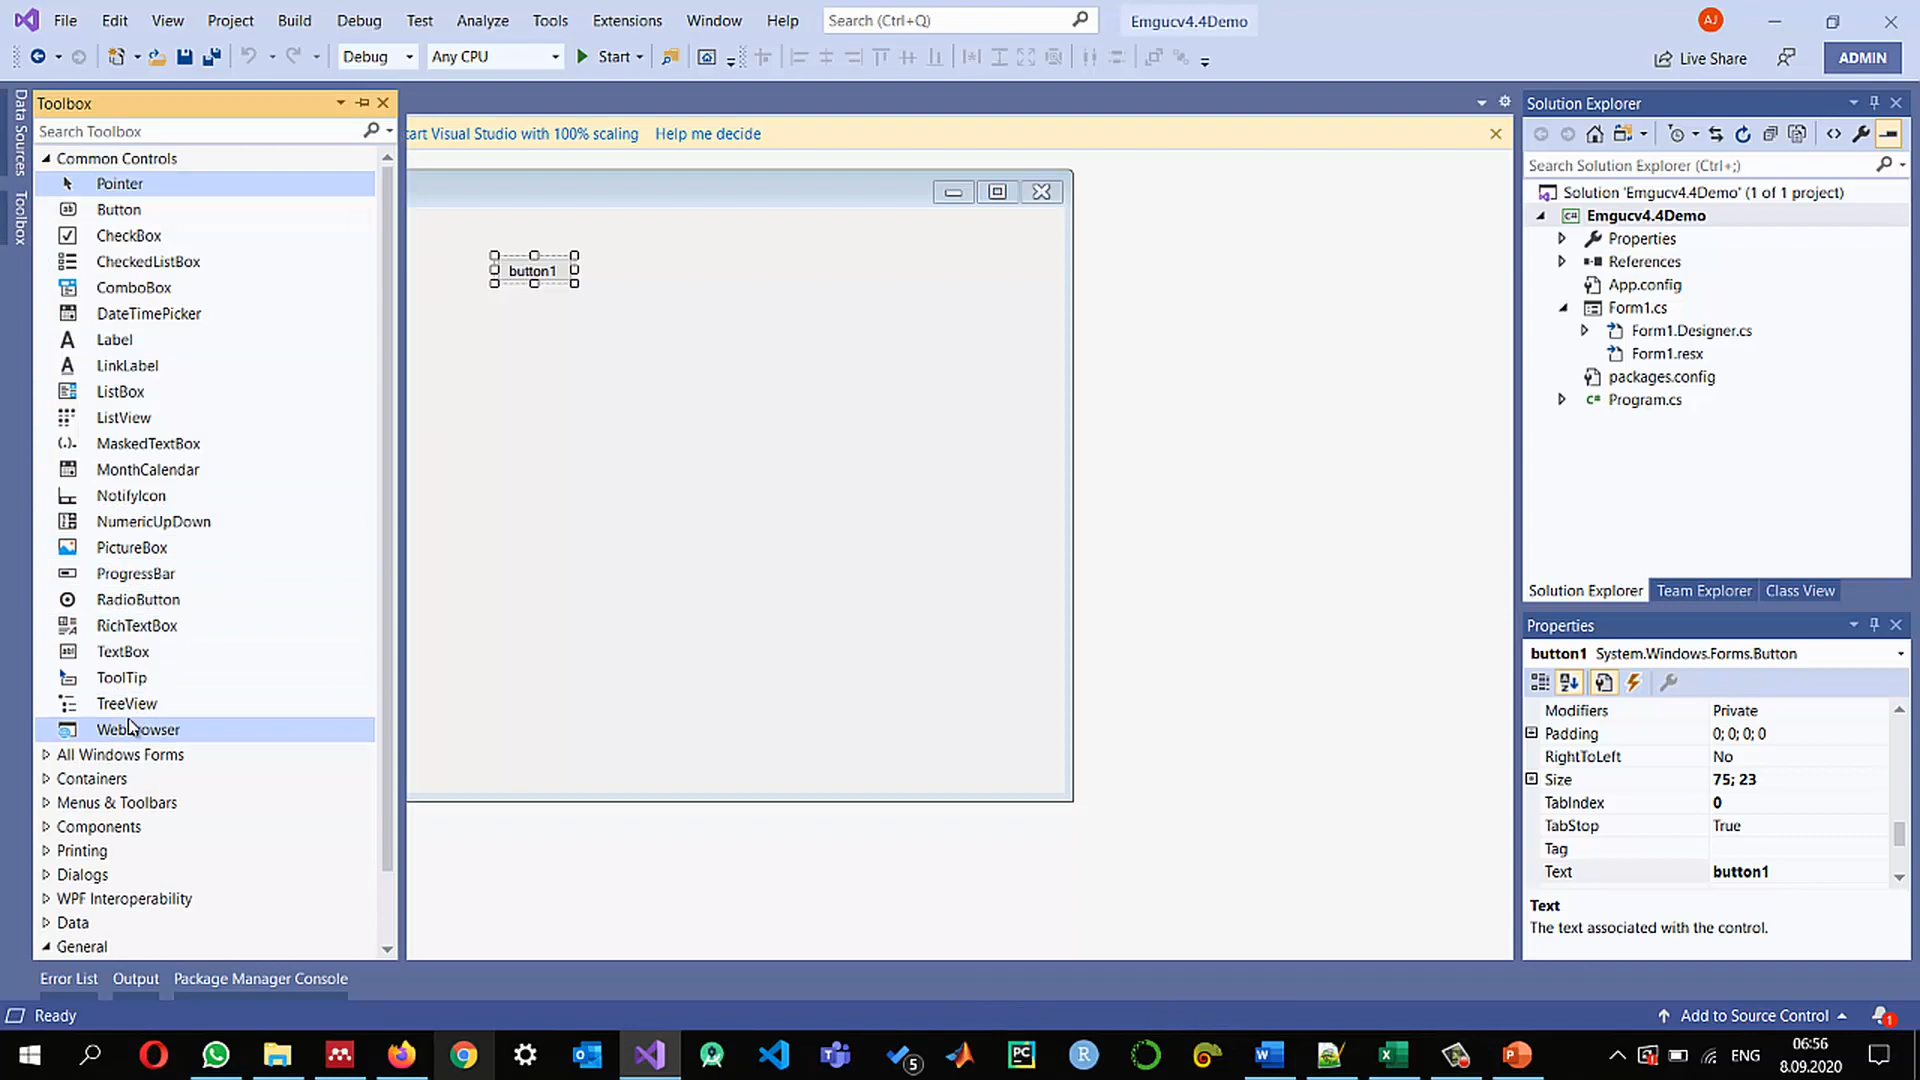 File Edit View Project Build Debug Test Analyze Tools Extensions Window Help Search (Ctrl+Q) Emgucv4.4Demo AJ
Debug Any CPU Start Live Share ADMIN
Data Sources
Toolbox
Toolbox
Search Toolbox
Common Controls
Pointer
Button
CheckBox
CheckedListBox
ComboBox
DateTimePicker
Label
LinkLabel
ListBox
ListView
MaskedTextBox
MonthCalendar
NotifyIcon
NumericUpDown
PictureBox
ProgressBar
RadioButton
RichTextBox
TextBox
ToolTip
TreeView
WebBrowser
All Windows Forms
Containers
Menus & Toolbars
Components
Printing
Dialogs
WPF Interoperability
Data
General
tart Visual Studio with 100% scaling Help me decide
button1
Solution Explorer
Search Solution Explorer (Ctrl+;)
Solution 'Emgucv4.4Demo' (1 of 1 project)
Emgucv4.4Demo
Properties
References
App.config
Form1.cs
Form1.Designer.cs
Form1.resx
packages.config
Program.cs
Solution Explorer Team Explorer Class View
Properties
button1 System.Windows.Forms.Button
Modifiers Private
Padding 0; 0; 0; 0
RightToLeft No
Size 75; 23
TabIndex 0
TabStop True
Tag
Text button1
Text
The text associated with the control.
Error List Output Package Manager Console
Ready Add to Source Control 1
5 PC R ENG 06:56
8.09.2020